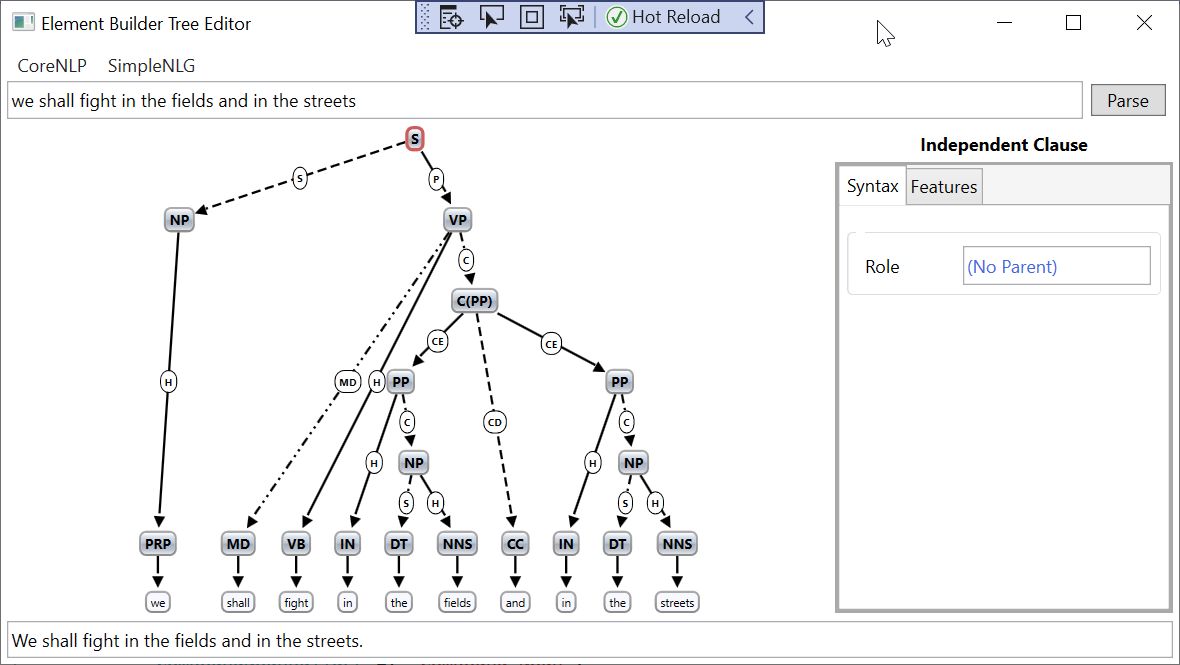 Element Builder Tree Editor
Hot Reload
CoreNLP SimpleNLG
we shall fight in the fields and in the streets Parse
S
Independent Clause
S P
Syntax Features
NP VP
C
Role (No Parent)
C(PP)
CE CE
H MD H PP PP
C CD C
H NP H NP
S H S H
PRP MD VB IN DT NNS CC IN DT NNS
we shall fight in the fields and in the streets
We shall fight in the fields and in the streets.